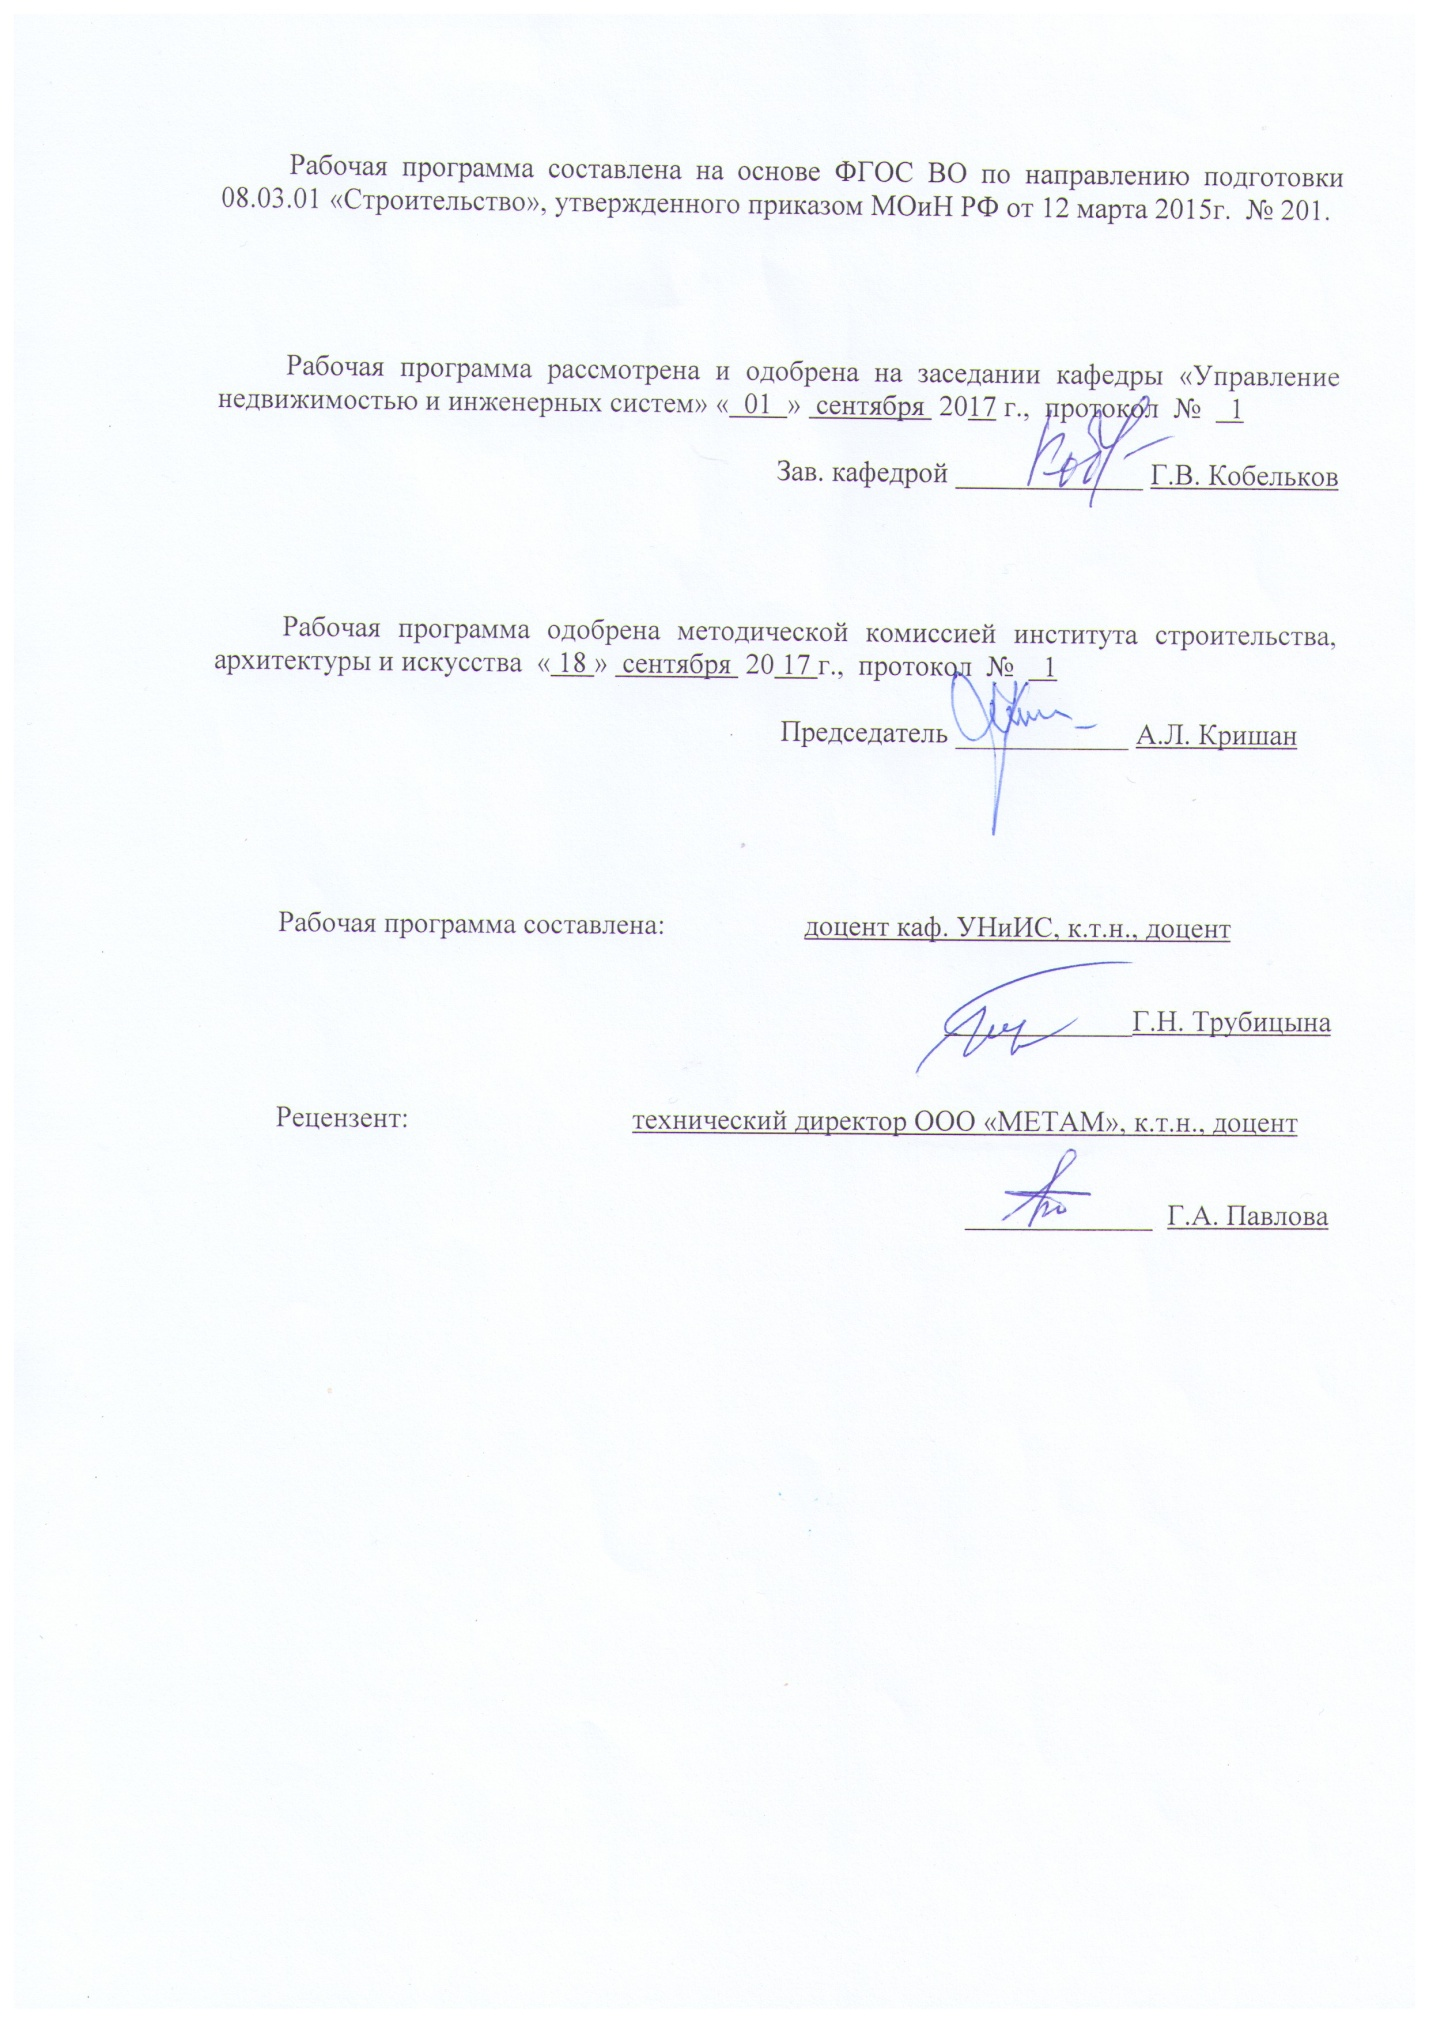 Рабочая программа составлена на основе ФГОС ВО по направлению подготовки
08.03.01 «Строительство», утвержденного приказом МОиН РФ от 12 марта 2015г. № 201.
Рабочая программа рассмотрена и одобрена на заседании кафедры «Управление
недвижимостью и инженерных систем» « 01 » сентября 2017 г., протокол № 1
Зав. кафедрой _____________ Г.В. Кобельков
Рабочая программа одобрена методической комиссией института строительства,
архитектуры и искусства « 18 » сентября 20 17 г., протокол № 1
Председатель ____________ А.Л. Кришан
Рабочая программа составлена: доцент каф. УНиИС, к.т.н., доцент
_____________Г.Н. Трубицына
Рецензент: технический директор ООО «МЕТАМ», к.т.н., доцент
_____________ Г.А. Павлова